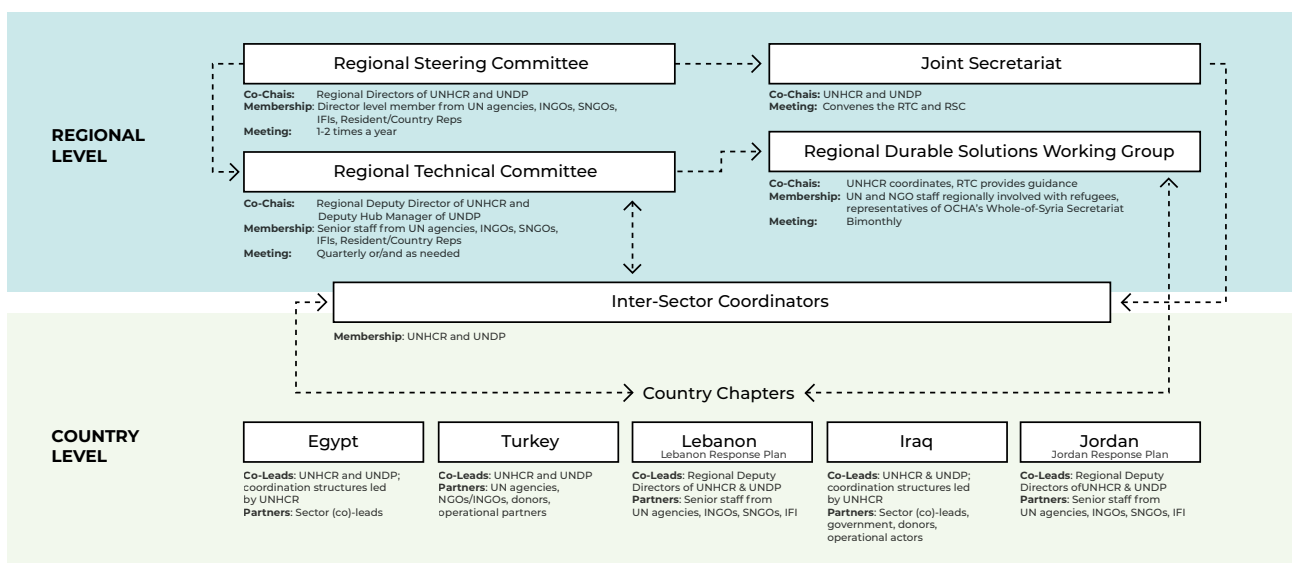 REGIONAL
LEVEL
Regional Steering Committee
Co-Chais: Regional Directors of UNHCR and UNDP
Membership: Director level member from UN agencies, INGOs, SNGOs,
IFIs, Resident/Country Reps
Meeting: 1-2 times a year
Joint Secretariat
Co-Chais: UNHCR and UNDP
Meeting: Convenes the RTC and RSC
Regional Technical Committee
Co-Chais: Regional Deputy Director of UNHCR and
Deputy Hub Manager of UNDP
Membership: Senior staff from UN agencies, INGOs, SNGOs,
IFIs, Resident/Country Reps
Meeting: Quarterly or/and as needed
Regional Durable Solutions Working Group
Co-Chais: UNHCR coordinates, RTC provides guidance
Membership: UN and NGO staff regionally involved with refugees,
representatives of OCHA's Whole-of-Syria Secretariat
Meeting: Bimonthly
Inter-Sector Coordinators
Membership: UNHCR and UNDP
Country Chapters
COUNTRY
LEVEL
Egypt
Co-Leads: UNHCR and UNDP;
coordination structures led
by UNHCR
Partners: Sector (co)-leads
Turkey
Co-Leads: UNHCR and UNDP
Partners: UN agencies,
NGOs/INGOs, donors,
operational partners
Lebanon
Lebanon Response Plan
Co-Leads: Regional Deputy
Directors of UNHCR & UNDP
Partners: Senior staff from
UN agencies, INGOs, SNGOs, IFI
Iraq
Co-Leads: UNHCR & UNDP;
coordination structures led
by UNHCR
Partners: Sector (co)-leads,
government, donors,
operational actors
Jordan
Jordan Response Plan
Co-Leads: Regional Deputy
Directors ofUNHCR & UNDP
Partners: Senior staff from
UN agencies, INGOs, SNGOs, IFI